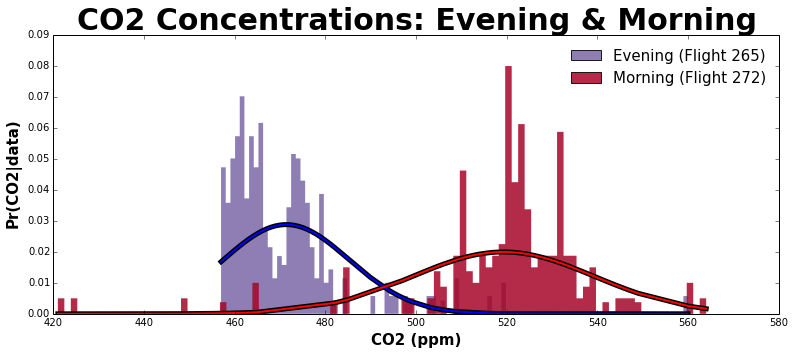 CO2 Concentrations: Evening & Morning
Evening (Flight 265)
Morning (Flight 272)
Pr(CO2|data)
0.09
0.08
0.07
0.06
0.05
0.04
0.03
0.02
0.01
0.00
420 440 460 480 500 520 540 560 580
CO2 (ppm)